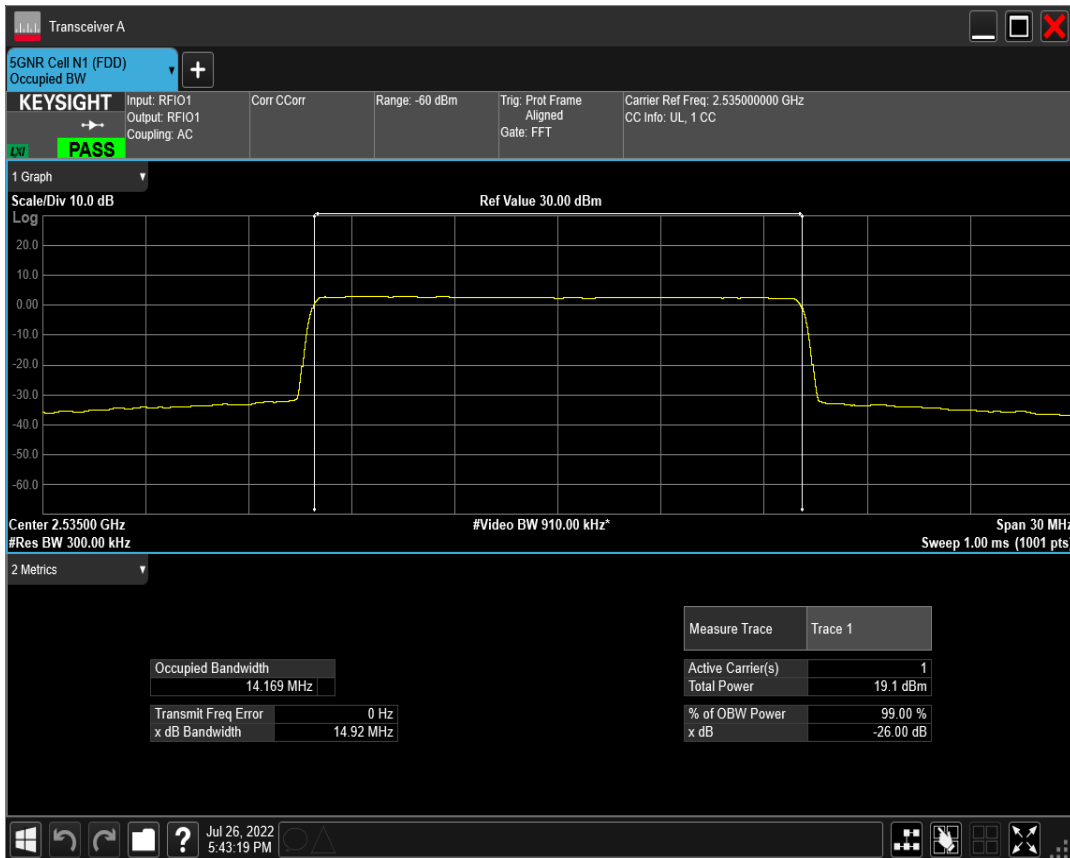 Transceiver A
5GNR Cell N1 (FDD)
Occupied BW
+
KEYSIGHT
LXI
PASS
Input: RFIO1
Output: RFIO1
Coupling: AC
Corr CCorr
Range: -60 dBm
Trig: Prot Frame
Aligned
Gate: FFT
Carrier Ref Freq: 2.535000000 GHz
CC Info: UL, 1 CC
1 Graph
Scale/Div 10.0 dB
Ref Value 30.00 dBm
Log
20.0
10.0
0.00
-10.0
-20.0
-30.0
-40.0
-50.0
-60.0
Center 2.53500 GHz
#Video BW 910.00 kHz*
Span 30 MHz
#Res BW 300.00 kHz
Sweep 1.00 ms (1001 pts)
2 Metrics
Measure Trace Trace 1
Occupied Bandwidth
14.169 MHz
Active Carrier(s) 1
Total Power 19.1 dBm
Transmit Freq Error 0 Hz
x dB Bandwidth 14.92 MHz
% of OBW Power 99.00 %
x dB -26.00 dB
?
Jul 26, 2022
5:43:19 PM